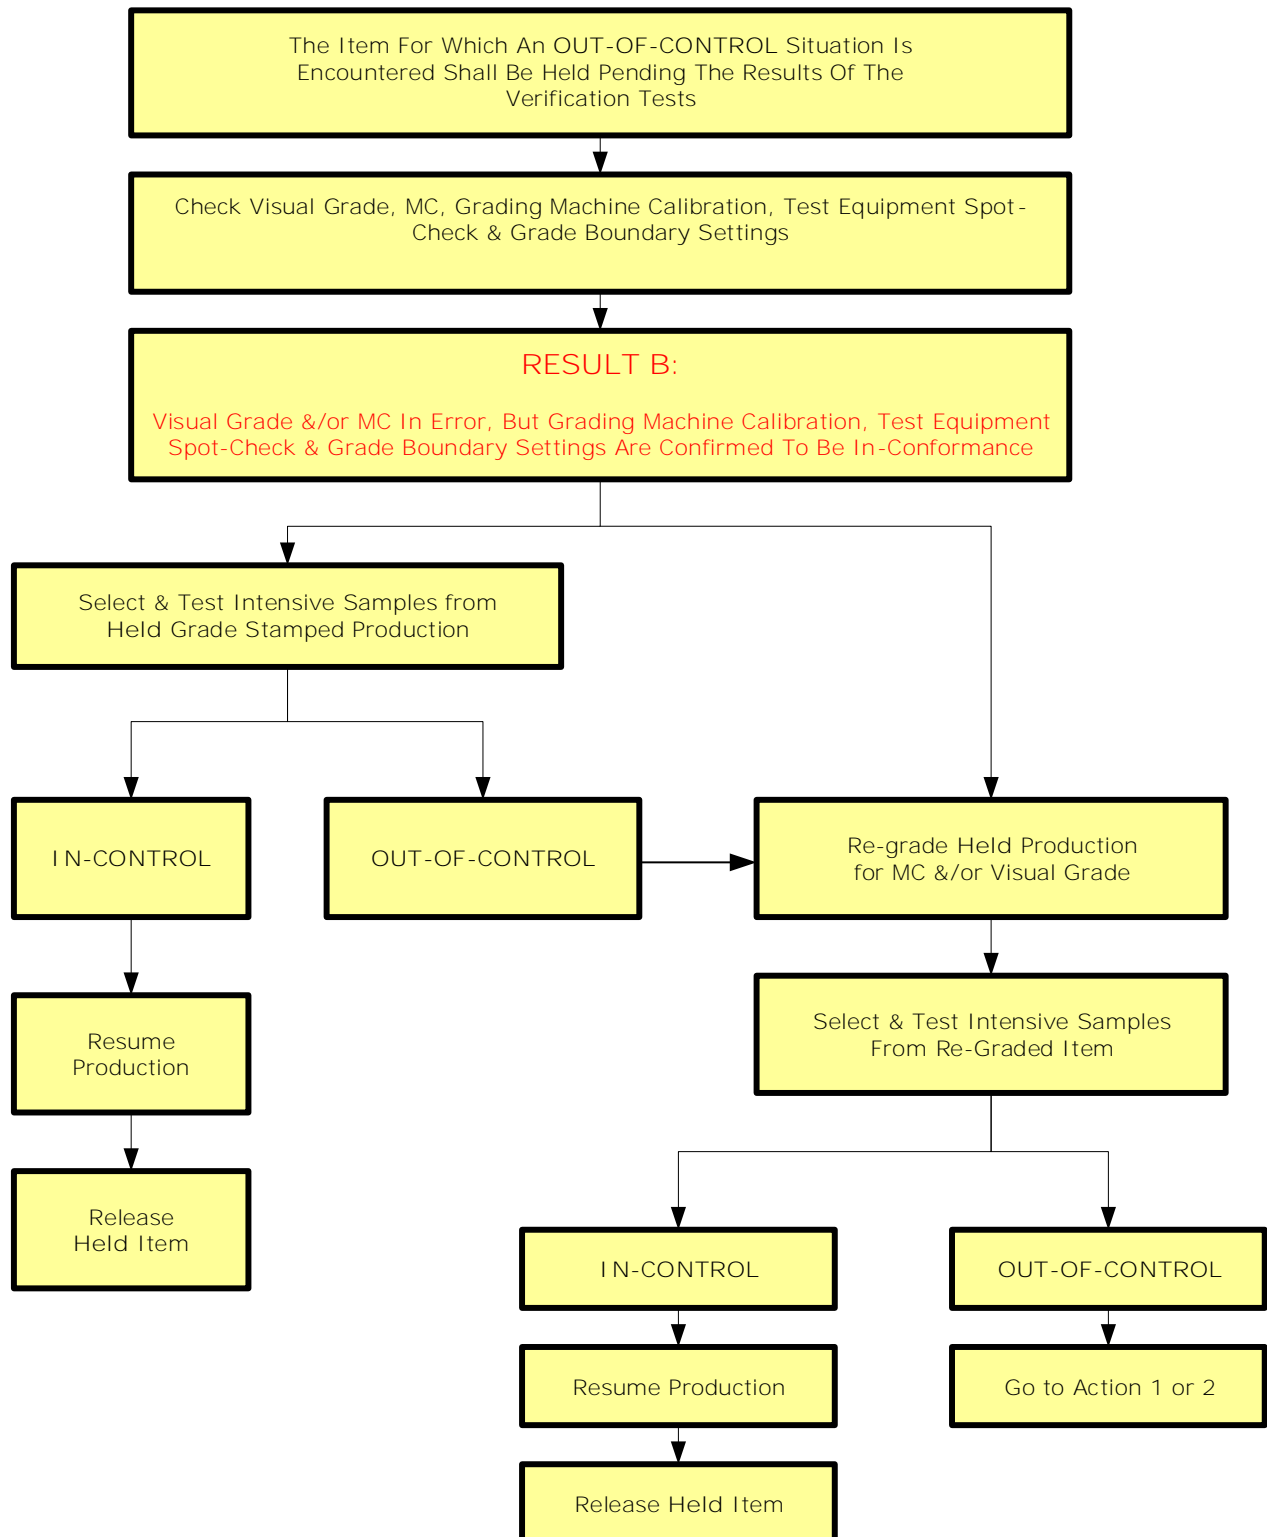 The Item For Which An OUT-OF-CONTROL Situation Is
Encountered Shall Be Held Pending The Results Of The
Verification Tests
Check Visual Grade, MC, Grading Machine Calibration, Test Equipment Spot-
Check & Grade Boundary Settings
RESULT B:
Visual Grade &/or MC In Error, But Grading Machine Calibration, Test Equipment
Spot-Check & Grade Boundary Settings Are Confirmed To Be In-Conformance
Select & Test Intensive Samples from
Held Grade Stamped Production
IN-CONTROL
OUT-OF-CONTROL
Re-grade Held Production
for MC &/or Visual Grade
Resume
Production
Select & Test Intensive Samples
From Re-Graded Item
Release
Held Item
IN-CONTROL
OUT-OF-CONTROL
Resume Production
Go to Action 1 or 2
Release Held Item